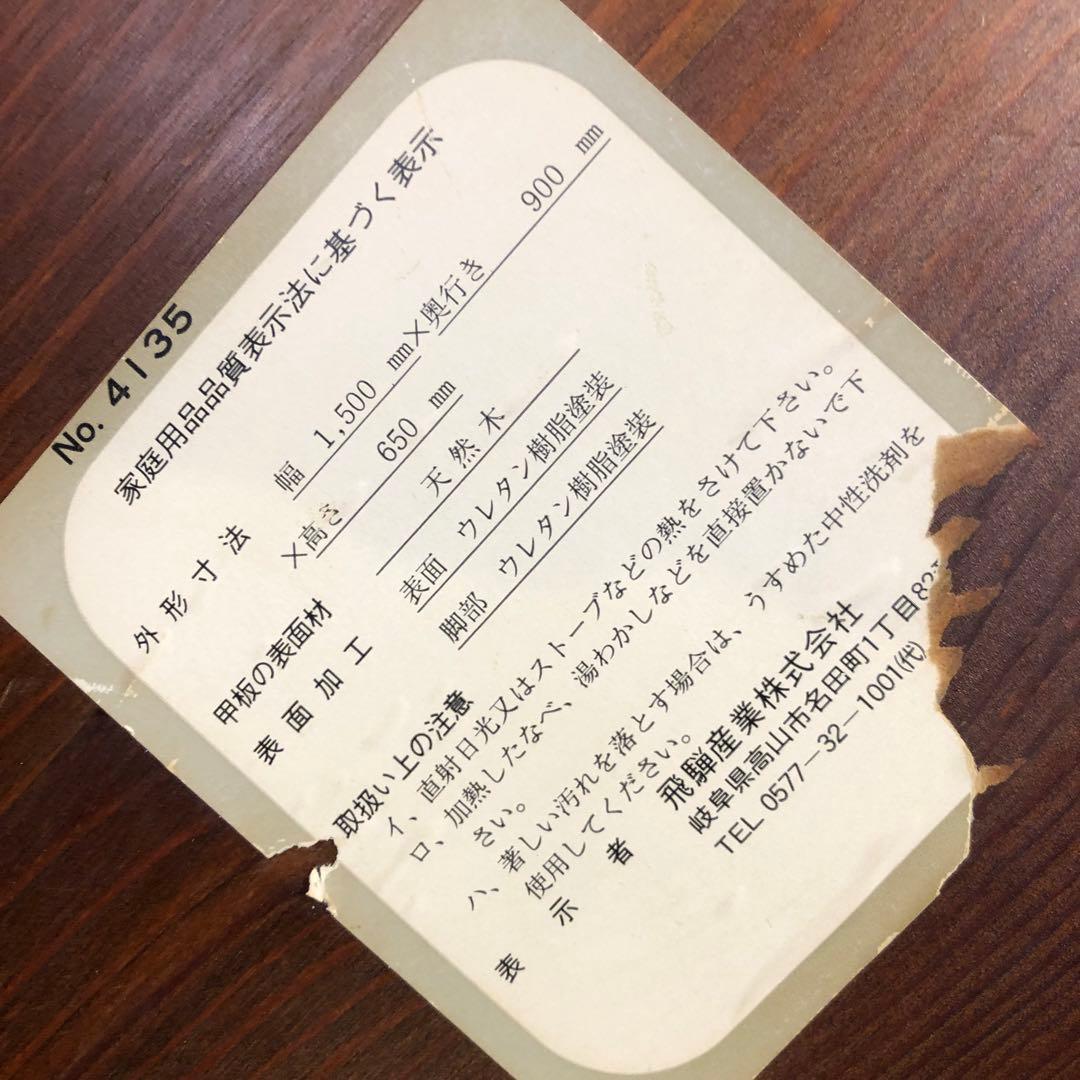 No. 4135
家庭用品品質表示法に基づく表示
外形寸法 幅 1,500 mm×奥行き 900 mm
×高さ 650 mm
甲板の表面材 天然木
表面加工 表面 ウレタン樹脂塗装
脚部 ウレタン樹脂塗装
取扱い上の注意
イ、直射日光又はストーブなどの熱をさけて下さい。
ロ、加熱したなべ、湯わかしなどを直接置かないで下
さい。
ハ、著しい汚れを落とす場合は、うすめた中性洗剤を
使用してください。
表示者 飛騨産業株式会社
岐阜県高山市名田町1丁目82
TEL 0577-32-1001(代)